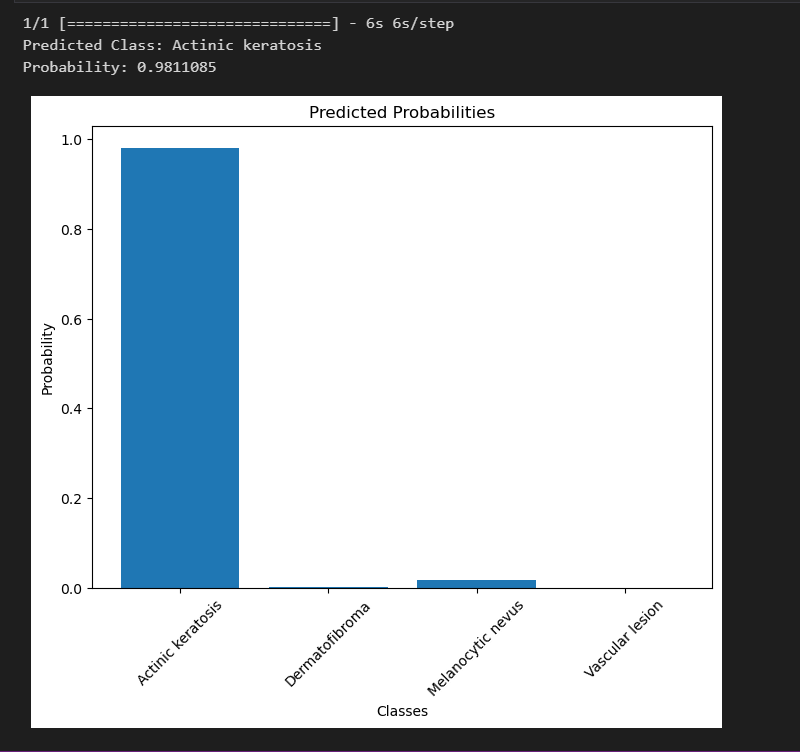 1/1 [==============================] - 6s 6s/step
Predicted Class: Actinic keratosis
Probability: 0.9811085
Predicted Probabilities
1.0
0.8
0.6
0.4
0.2
0.0
Probability
Actinic keratosis
Dermatofibroma
Melanocytic nevus
Vascular lesion
Classes